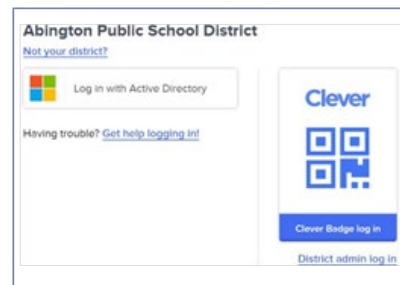 Abington Public School District
Not your district?
Log in with Active Directory
Having trouble? Get help logging in!
Clever
Clever Badge log in
District admin log in